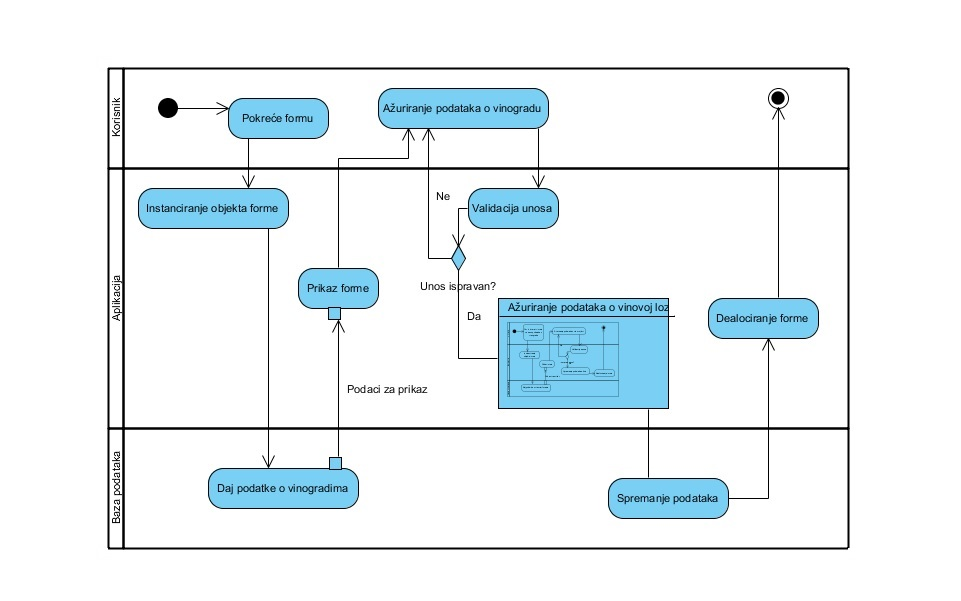 Korisnik
Pokreće formu
Ažuriranje podataka o vinogradu
Aplikacija
Instanciranje objekta forme
Ne
Validacija unosa
Prikaz forme
Unos ispravan?
Da
Ažuriranje podataka o vinovoj loz
Dealociranje forme
Podaci za prikaz
Baza podataka
Daj podatke o vinogradima
Spremanje podataka